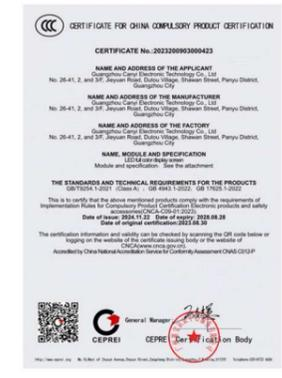 CCC
CERTIFICATE FOR CHINA COMPULSORY PRODUCT CERTIFICATION
CERTIFICATE No.:2023200903000423
NAME AND ADDRESS OF THE APPLICANT
Guangzhou Canyi Electronic Technology Co., Ltd
No. 26-41, 2, and 3/F, Jieyuan Road, Dutou Village, Shawan Street, Panyu District,
Guangzhou City
NAME AND ADDRESS OF THE MANUFACTURER
Guangzhou Canyi Electronic Technology Co., Ltd
No. 26-41, 2, and 3/F, Jieyuan Road, Dutou Village, Shawan Street, Panyu District,
Guangzhou City
NAME AND ADDRESS OF THE FACTORY
Guangzhou Canyi Electronic Technology Co., Ltd
No. 26-41, 2, and 3/F, Jieyuan Road, Dutou Village, Shawan Street, Panyu District,
Guangzhou City
NAME, MODULE AND SPECIFICATION
LED full color display screen
Module and specification : See the attachment
THE STANDARDS AND TECHNICAL REQUIREMENTS FOR THE PRODUCTS
GB/T9254.1-2021 (Class A) ; GB 4943.1-2022; GB 17625.1-2022
This is to certify that the above mentioned products comply with the requirements of
Implementation Rules for Compulsory Product Certification Electronic products and safety
accessories(CNCA-C09-01:2023).
Date of issue: 2024.11.22 Date of expiry: 2028.08.28
Date of original certification:2023.08.30
The certification information and validity can be checked by scanning the QR code below or
logging on the website of the certificate issuing body or the website of
CNCA(www.cnca.gov.cn).
Accredited by China National Accreditation Service for Conformity Assessment CNAS C013-P
General Manager:
CEPREI
CEPREI Certification Body